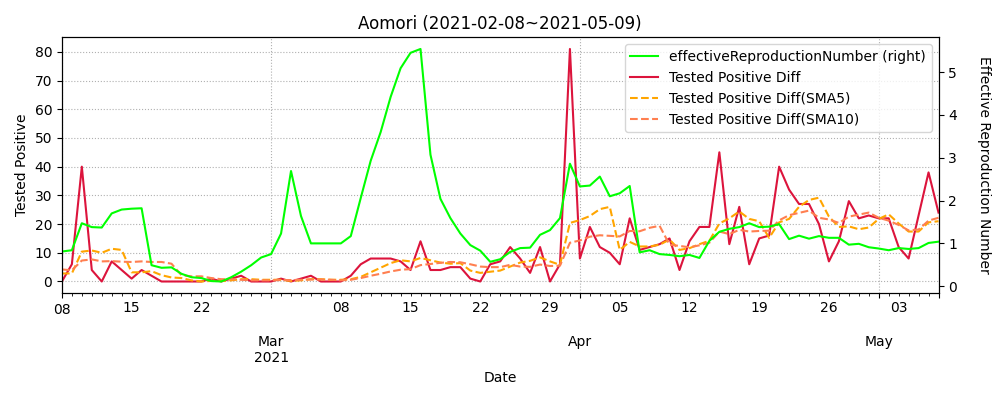 Aomori (2021-02-08~2021-05-09)
effectiveReproductionNumber (right)
Tested Positive Diff
Tested Positive Diff(SMA5)
Tested Positive Diff(SMA10)
Tested Positive
80
70
60
50
40
30
20
10
0
5
4
3
2
1
0
Effective Reproduction Number
08 15 22 08 15 22 29 05 12 19 26 03
Mar Apr May
2021
Date